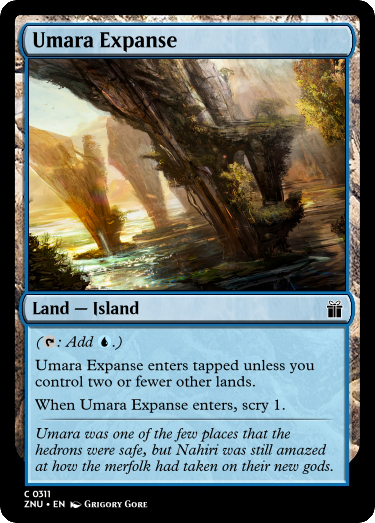 Umara Expanse
Land — Island
(: Add .)
Umara Expanse enters tapped unless you
control two or fewer other lands.
When Umara Expanse enters, scry 1.
Umara was one of the few places that the
hedrons were safe, but Nahiri was still amazed
at how the merfolk had taken on their new gods.
C 0311
ZNU • EN Grigory Gore